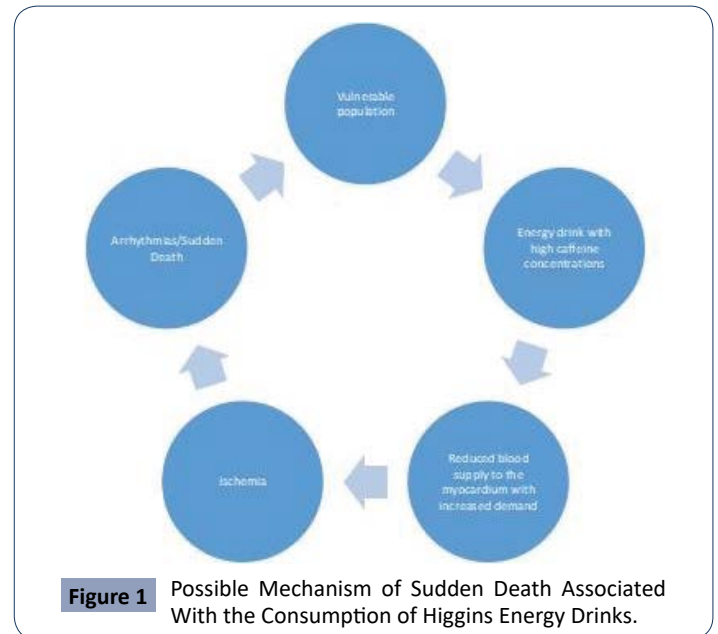 Vulnerable
population
Energy drink with
high caffeine
concentrations
Reduced blood
supply to the
myocardium with
increased demand
Ischemia
Arrhythmias/Sudden
Death
Figure 1 Possible Mechanism of Sudden Death Associated
With the Consumption of Higgins Energy Drinks.